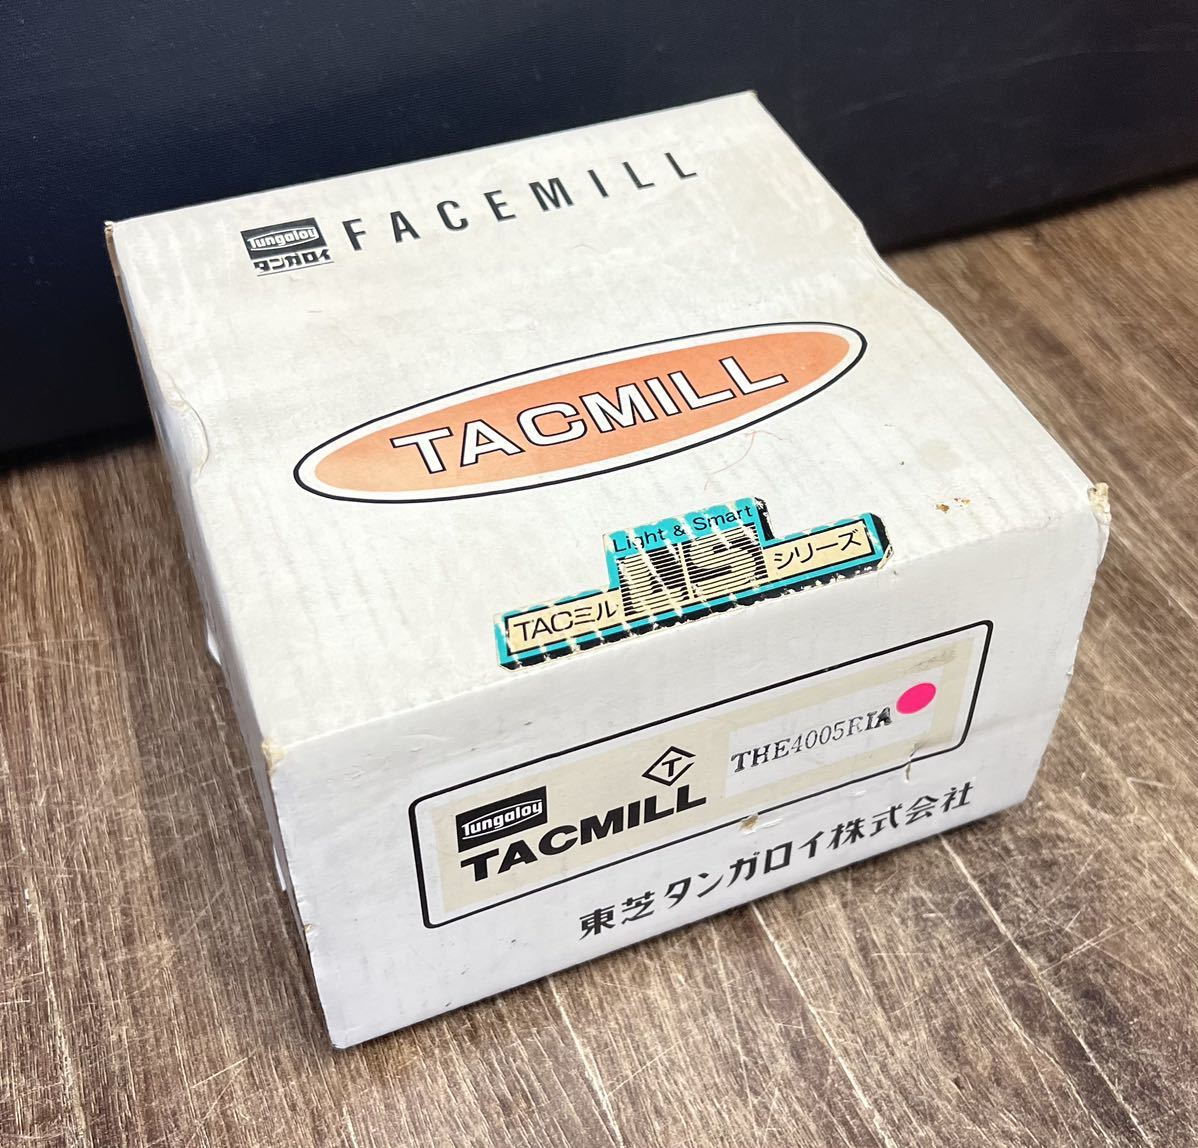 Tungaloy
タンガロイ
FACEMILL
TACMILL
Light & Smart
TACミル NS シリーズ
Tungaloy
T
TACMILL
THE4005RIA
東芝タンガロイ株式会社